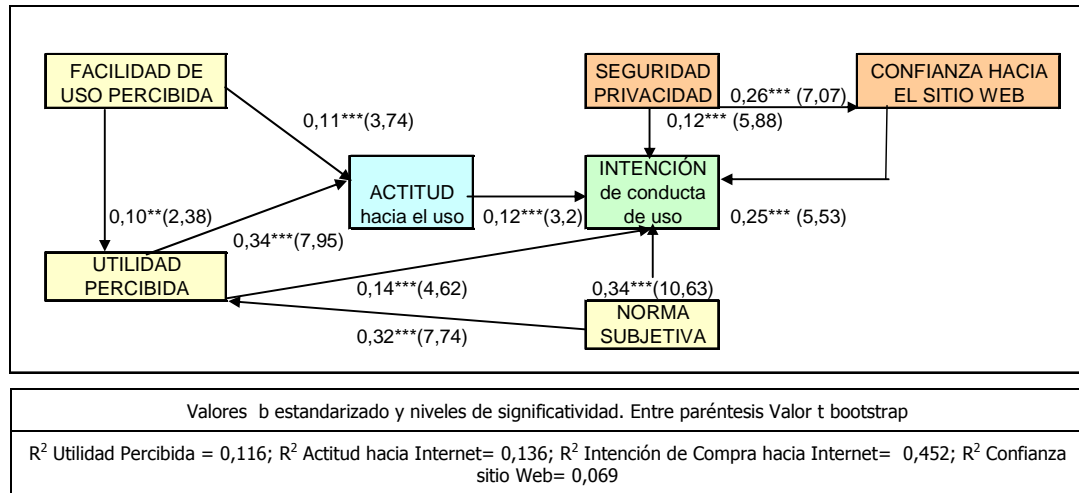 FACILIDAD DE
USO PERCIBIDA
SEGURIDAD
PRIVACIDAD
CONFIANZA HACIA
EL SITIO WEB
0,26*** (7,07)
0,12*** (5,88)
0,11***(3,74)
ACTITUD
hacia el uso
INTENCIÓN
de conducta
de uso
0,10**(2,38)
0,34***(7,95)
0,12***(3,2)
0,25*** (5,53)
UTILIDAD
PERCIBIDA
0,14***(4,62)
0,34***(10,63)
NORMA
SUBJETIVA
0,32***(7,74)
Valores b estandarizado y niveles de significatividad. Entre paréntesis Valor t bootstrap
R² Utilidad Percibida = 0,116; R² Actitud hacia Internet= 0,136; R² Intención de Compra hacia Internet= 0,452; R² Confianza
sitio Web= 0,069